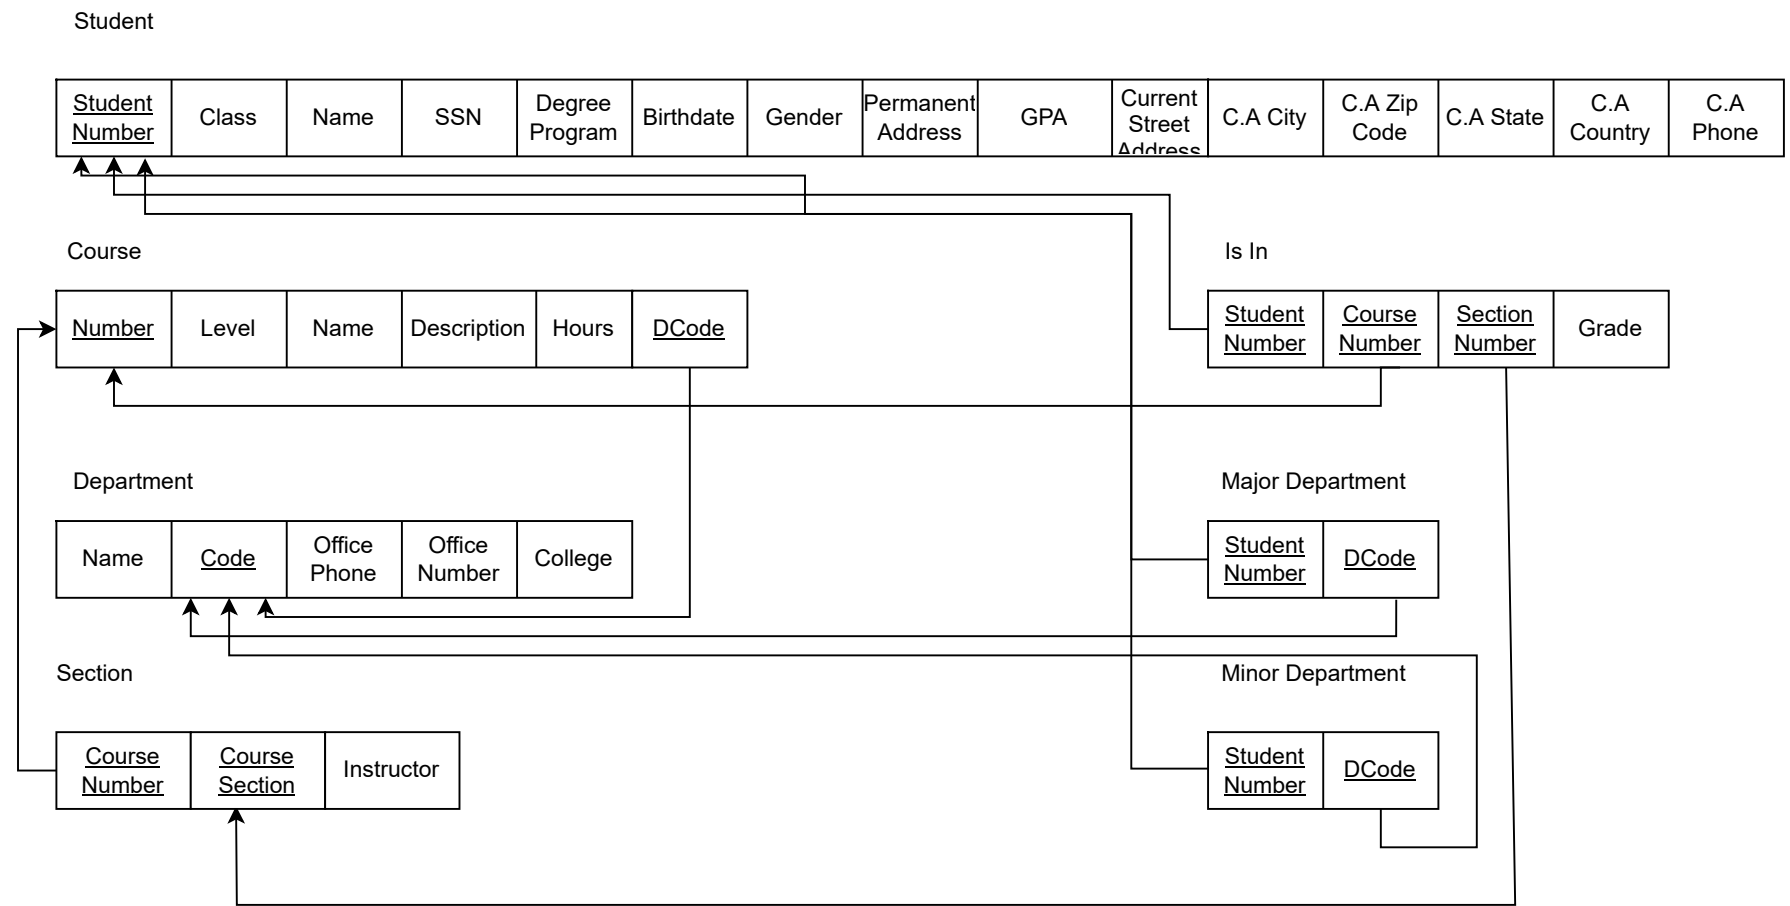 Student
Student
Number
Class
Name
SSN
Degree
Program
Birthdate
Gender
Permanent
Address
GPA
Current
Street
Address
C.A City
C.A Zip
Code
C.A State
C.A
Country
C.A
Phone
Course
Number
Level
Name
Description
Hours
DCode
Is In
Student
Number
Course
Number
Section
Number
Grade
Department
Name
Code
Office
Phone
Office
Number
College
Major Department
Student
Number
DCode
Section
Course
Number
Course
Section
Instructor
Minor Department
Student
Number
DCode